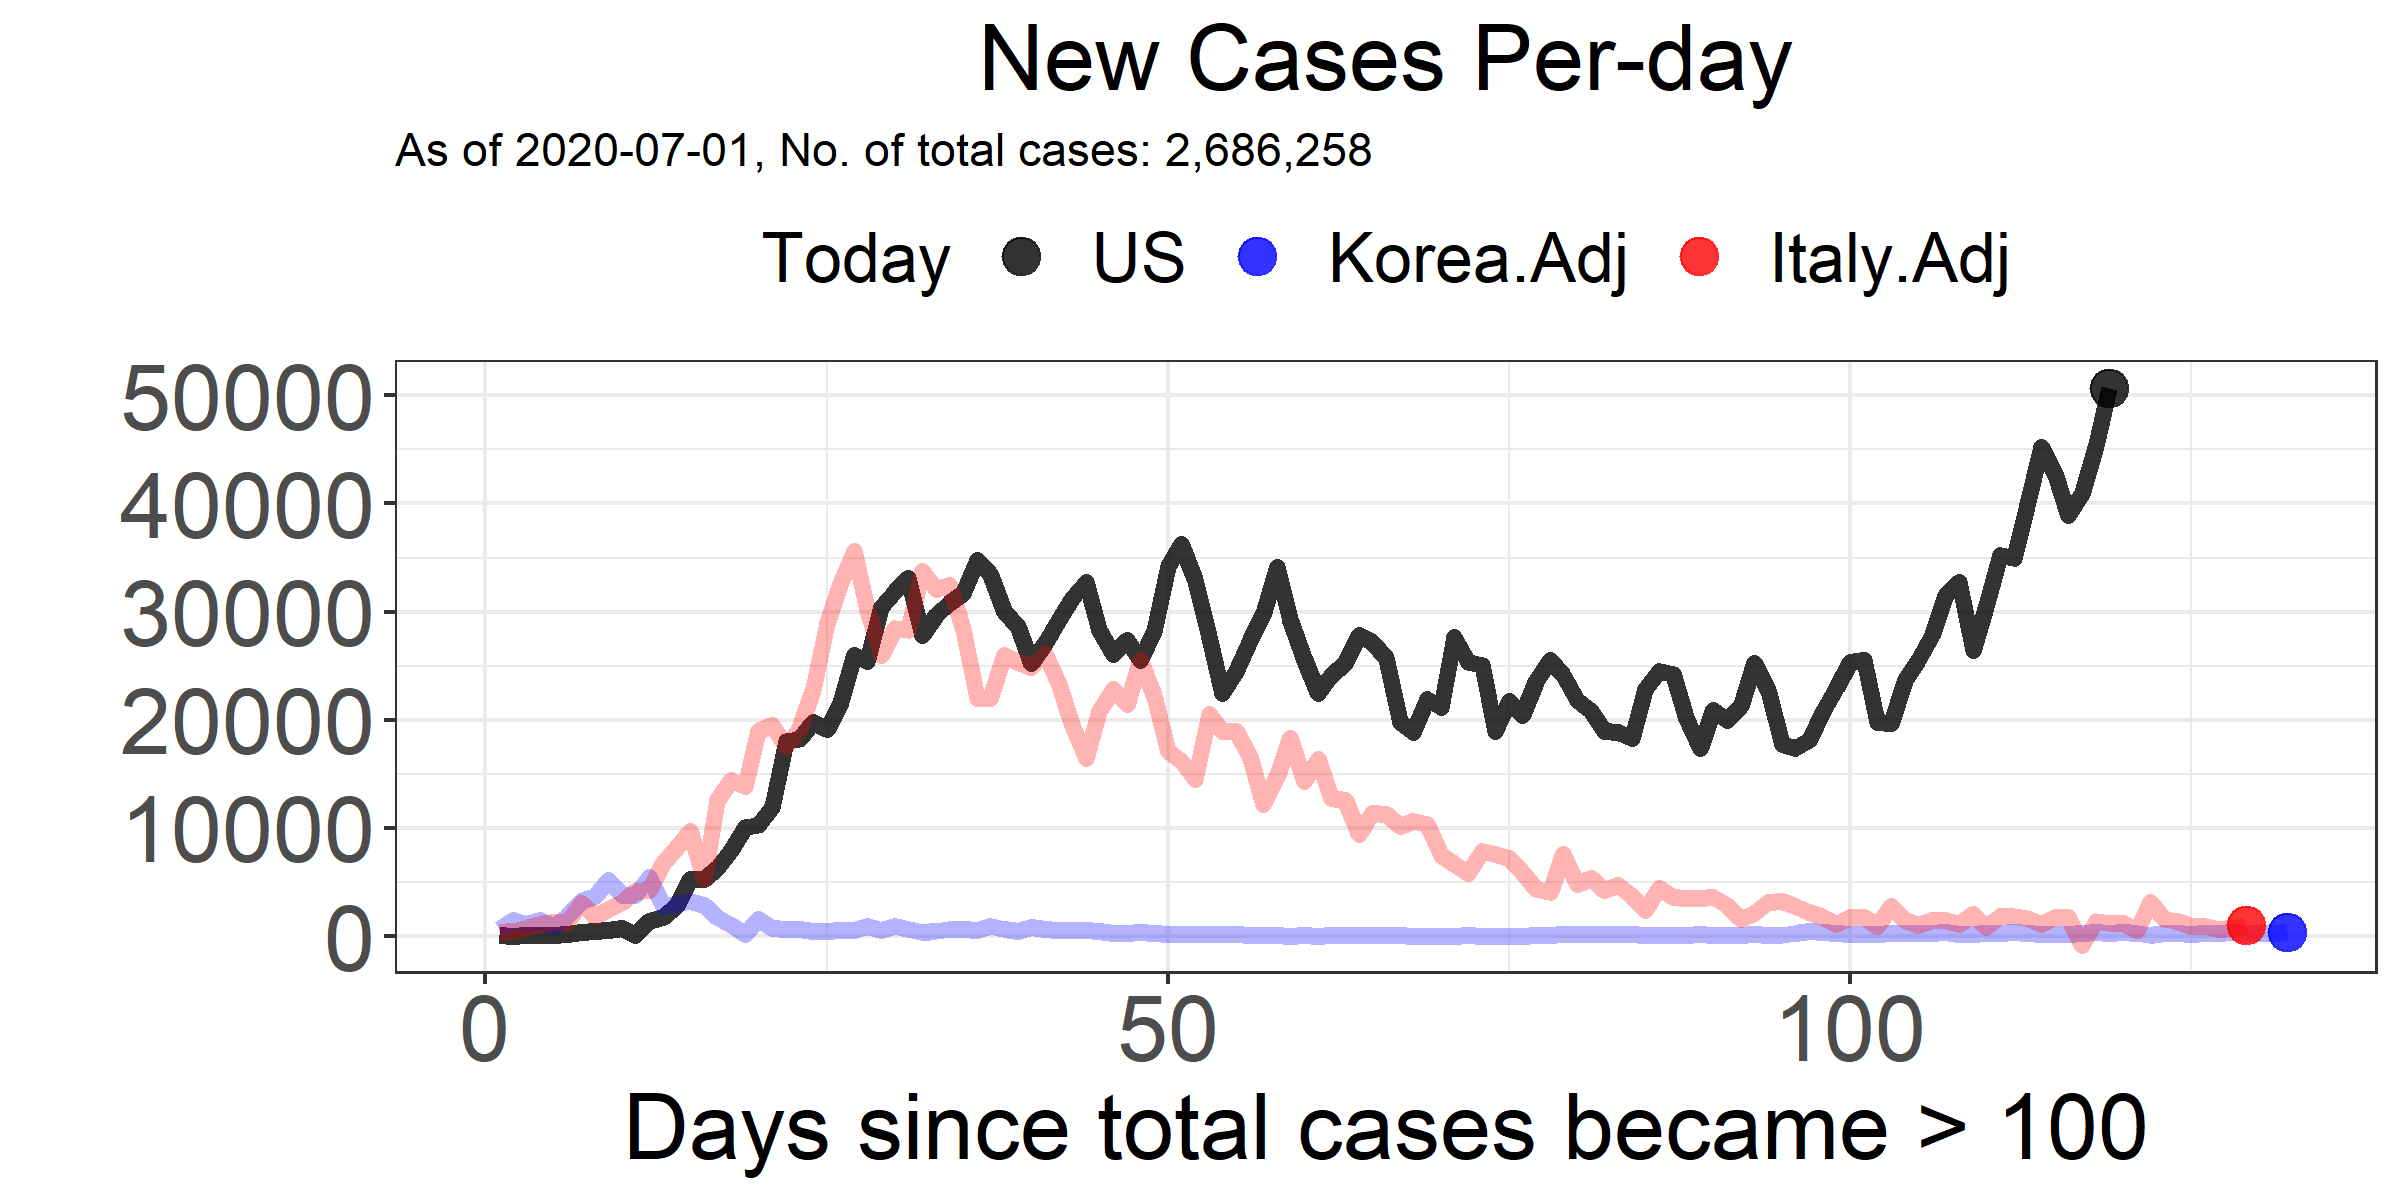 New Cases Per-day
As of 2020-07-01, No. of total cases: 2,686,258
Today US Korea.Adj Italy.Adj
50000
40000
30000
20000
10000
0
0 50 100
Days since total cases became > 100